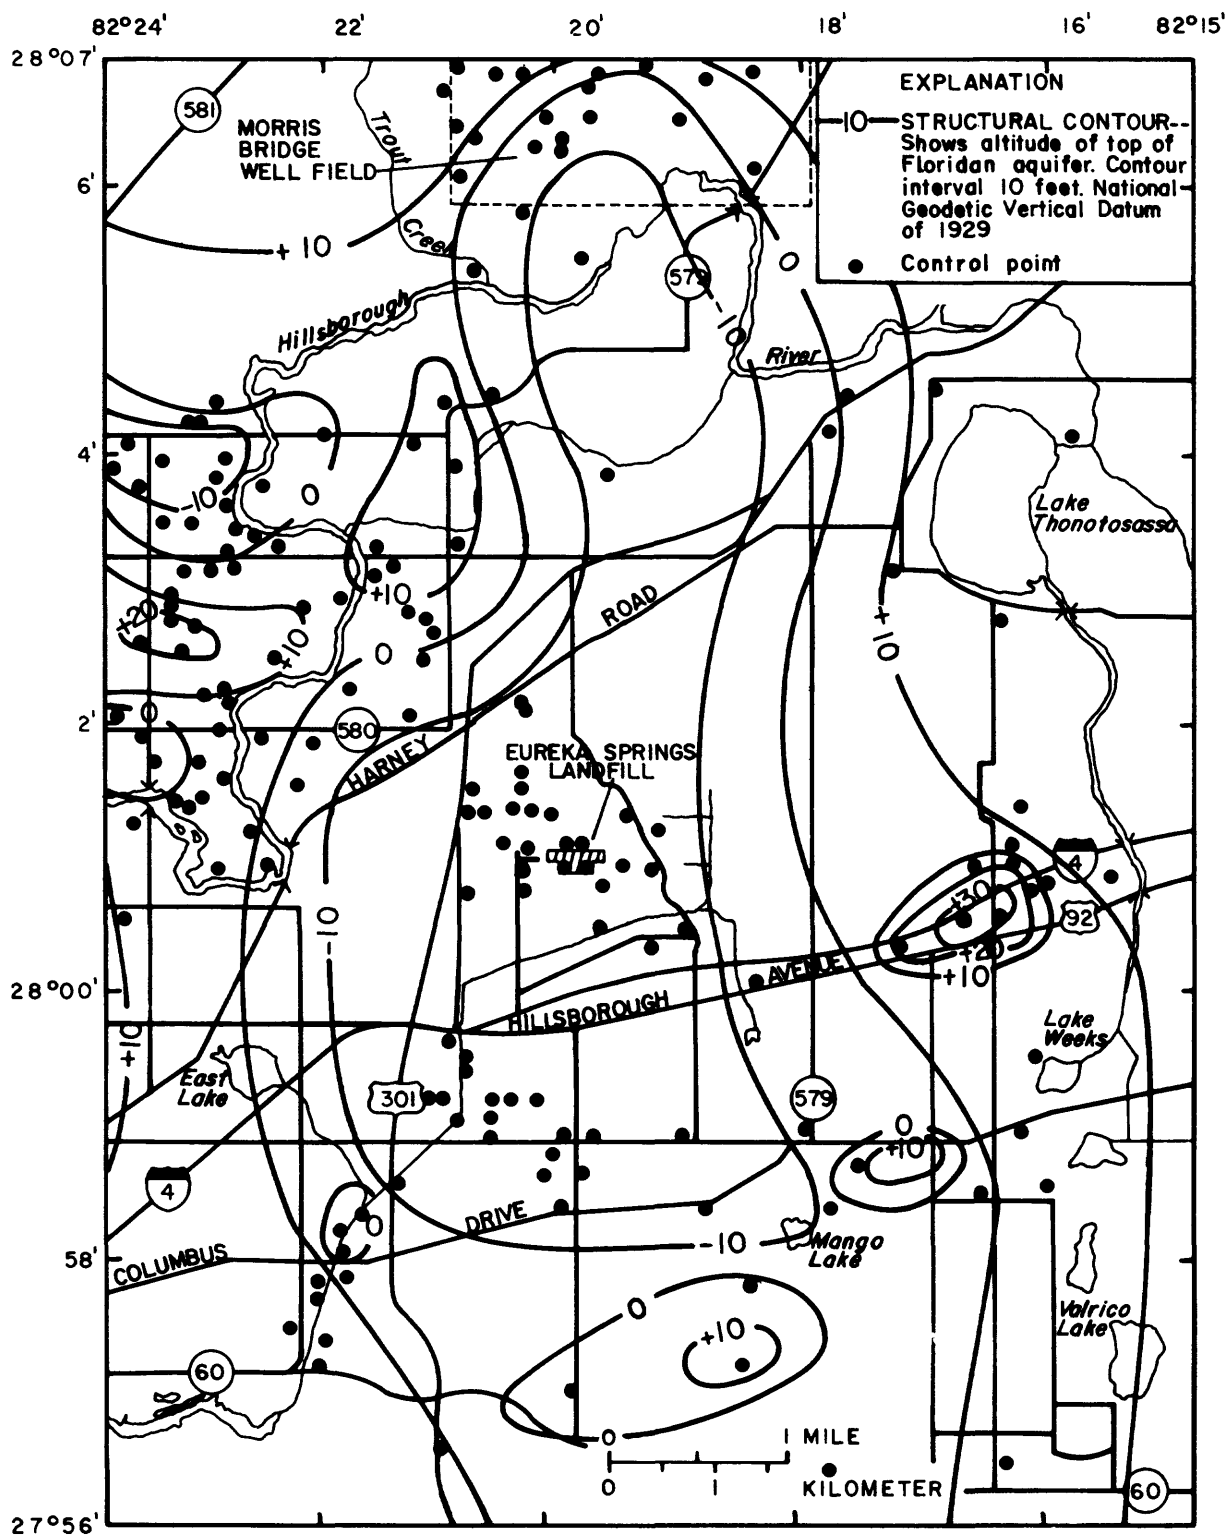 82°24' 22' 20' 18' 16' 82°15'
28°07'
EXPLANATION
—10— STRUCTURAL CONTOUR--
Shows altitude of top of
Floridan aquifer. Contour
interval 10 feet. National
Geodetic Vertical Datum
of 1929
Control point
581
MORRIS
BRIDGE
WELL FIELD
Trout
Creek
6'
+10
0
579
-10
Hillsborough
River
4'
-10
0
Lake
Thonotosassa
+10
+20
ROAD
+10
0
+10
2'
0
580
HARNEY
EUREKA SPRINGS
LANDFILL
4
+30
92
-10
+20
+10
28°00'
AVENUE
HILLSBOROUGH
+10
Lake
Weeks
East
Lake
301
579
0
+10
4
0
DRIVE
-10
Mango
Lake
58'
COLUMBUS
0
+10
Valrico
Lake
60
0
1 MILE
0 1 KILOMETER
60
27°56'